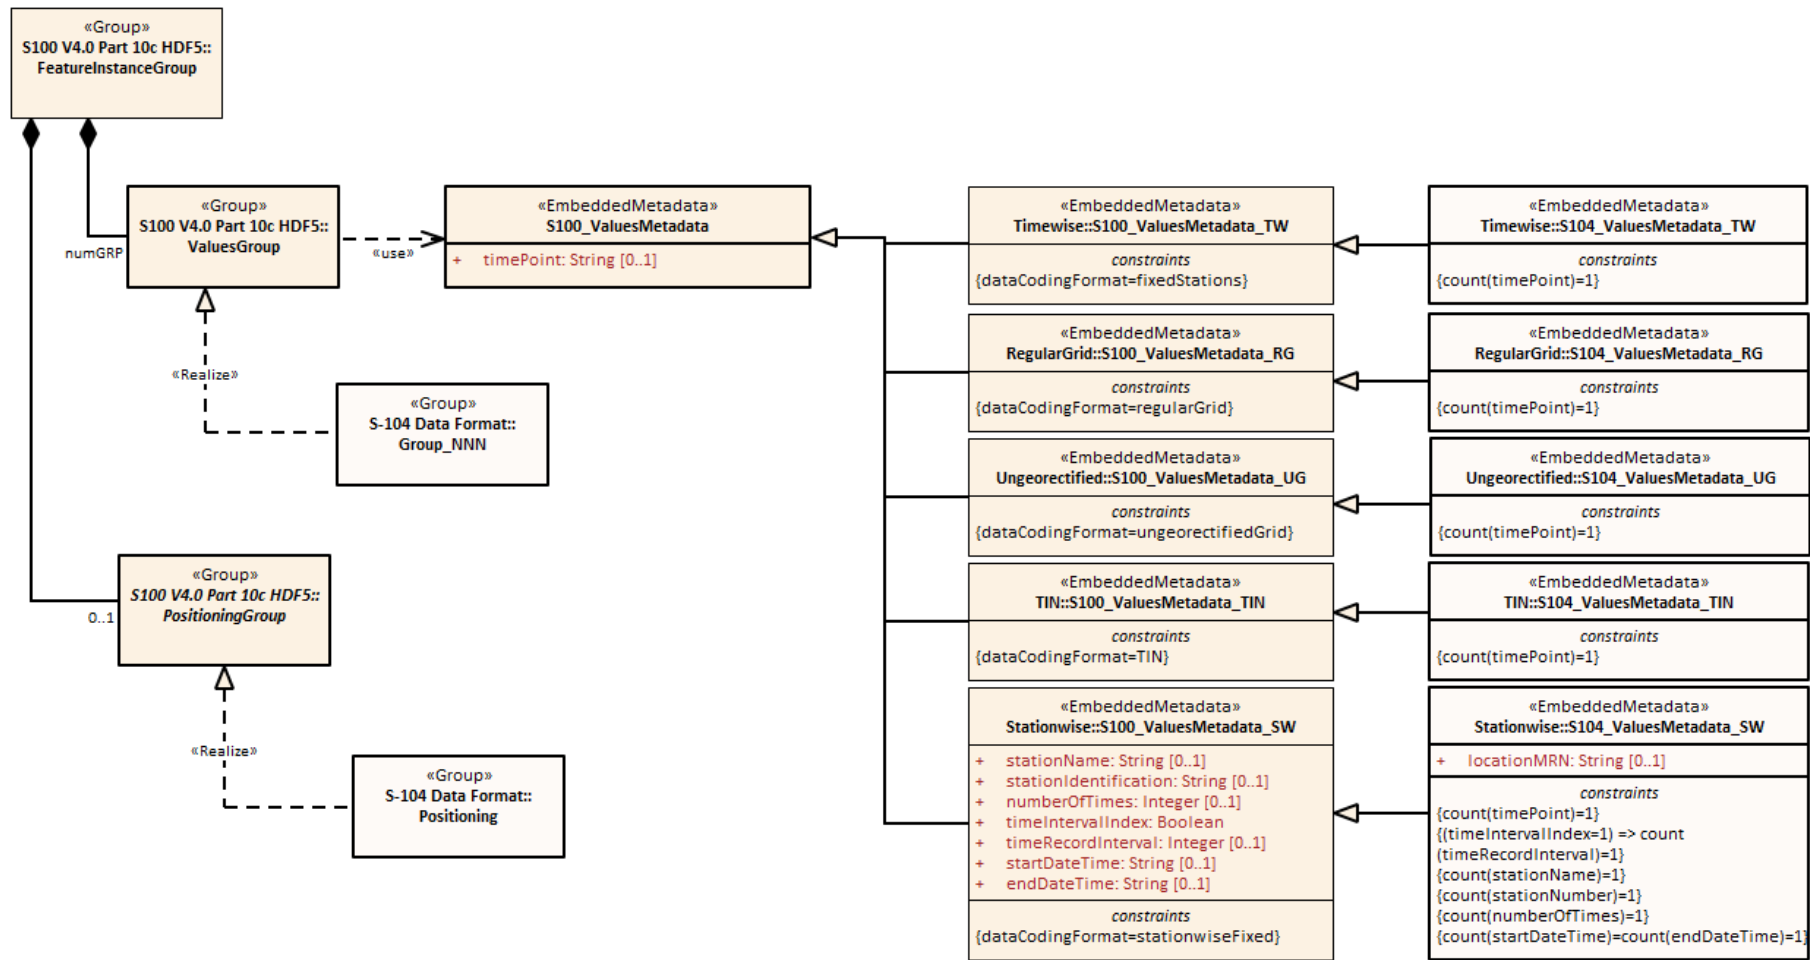 «Group»
S100 V4.0 Part 10c HDF5::
FeatureInstanceGroup
«Group»
S100 V4.0 Part 10c HDF5::
ValuesGroup
numGRP
«use»
«EmbeddedMetadata»
S100_ValuesMetadata
+ timePoint: String [0..1]
«Realize»
«Group»
S-104 Data Format::
Group_NNN
«Group»
S100 V4.0 Part 10c HDF5::
PositioningGroup
0..1
«Realize»
«Group»
S-104 Data Format::
Positioning
«EmbeddedMetadata»
Timewise::S100_ValuesMetadata_TW
constraints
{dataCodingFormat=fixedStations}
«EmbeddedMetadata»
Timewise::S104_ValuesMetadata_TW
constraints
{count(timePoint)=1}
«EmbeddedMetadata»
RegularGrid::S100_ValuesMetadata_RG
constraints
{dataCodingFormat=regularGrid}
«EmbeddedMetadata»
RegularGrid::S104_ValuesMetadata_RG
constraints
{count(timePoint)=1}
«EmbeddedMetadata»
Ungeorectified::S100_ValuesMetadata_UG
constraints
{dataCodingFormat=ungeorectifiedGrid}
«EmbeddedMetadata»
Ungeorectified::S104_ValuesMetadata_UG
constraints
{count(timePoint)=1}
«EmbeddedMetadata»
TIN::S100_ValuesMetadata_TIN
constraints
{dataCodingFormat=TIN}
«EmbeddedMetadata»
TIN::S104_ValuesMetadata_TIN
constraints
{count(timePoint)=1}
«EmbeddedMetadata»
Stationwise::S100_ValuesMetadata_SW
+ stationName: String [0..1]
+ stationIdentification: String [0..1]
+ numberOfTimes: Integer [0..1]
+ timeIntervalIndex: Boolean
+ timeRecordInterval: Integer [0..1]
+ startDateTime: String [0..1]
+ endDateTime: String [0..1]
constraints
{dataCodingFormat=stationwiseFixed}
«EmbeddedMetadata»
Stationwise::S104_ValuesMetadata_SW
+ locationMRN: String [0..1]
constraints
{count(timePoint)=1}
{(timeIntervalIndex=1) => count
(timeRecordInterval)=1}
{count(stationName)=1}
{count(stationNumber)=1}
{count(numberOfTimes)=1}
{count(startDateTime)=count(endDateTime)=1}